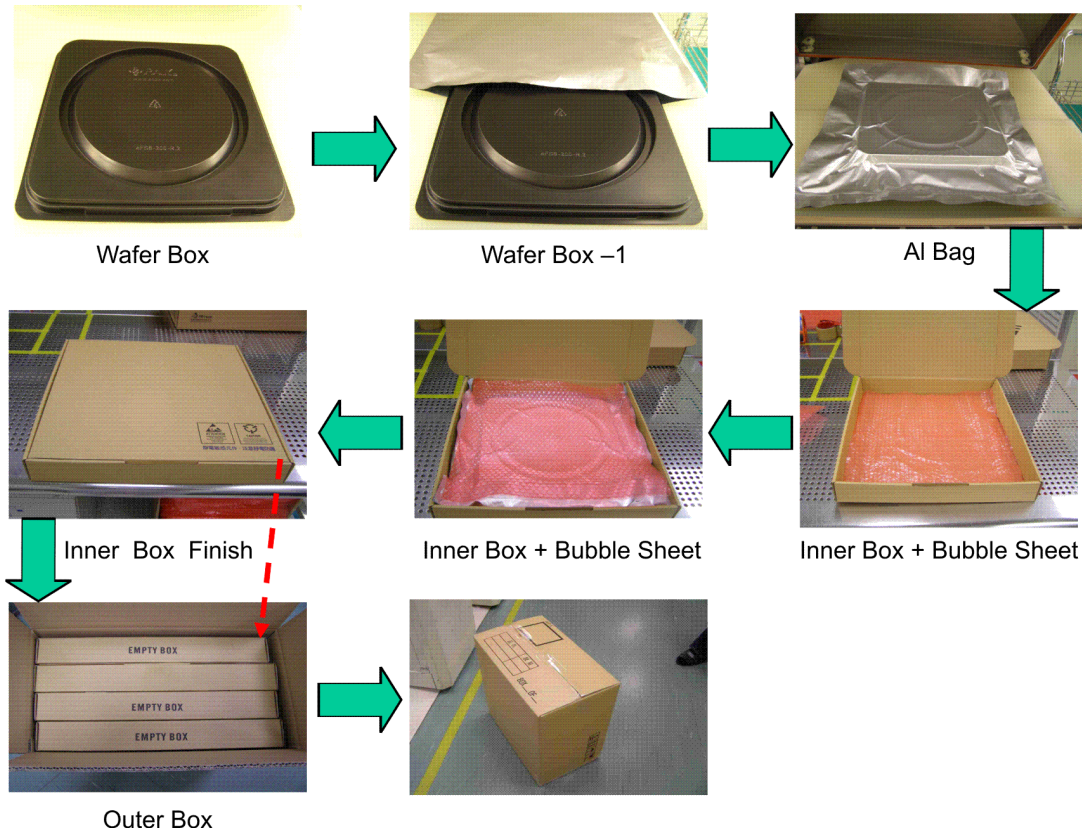 Wafer Box
Wafer Box –1
Al Bag
Inner Box Finish
Inner Box + Bubble Sheet
Inner Box + Bubble Sheet
EMPTY BOX
EMPTY BOX
EMPTY BOX
Outer Box